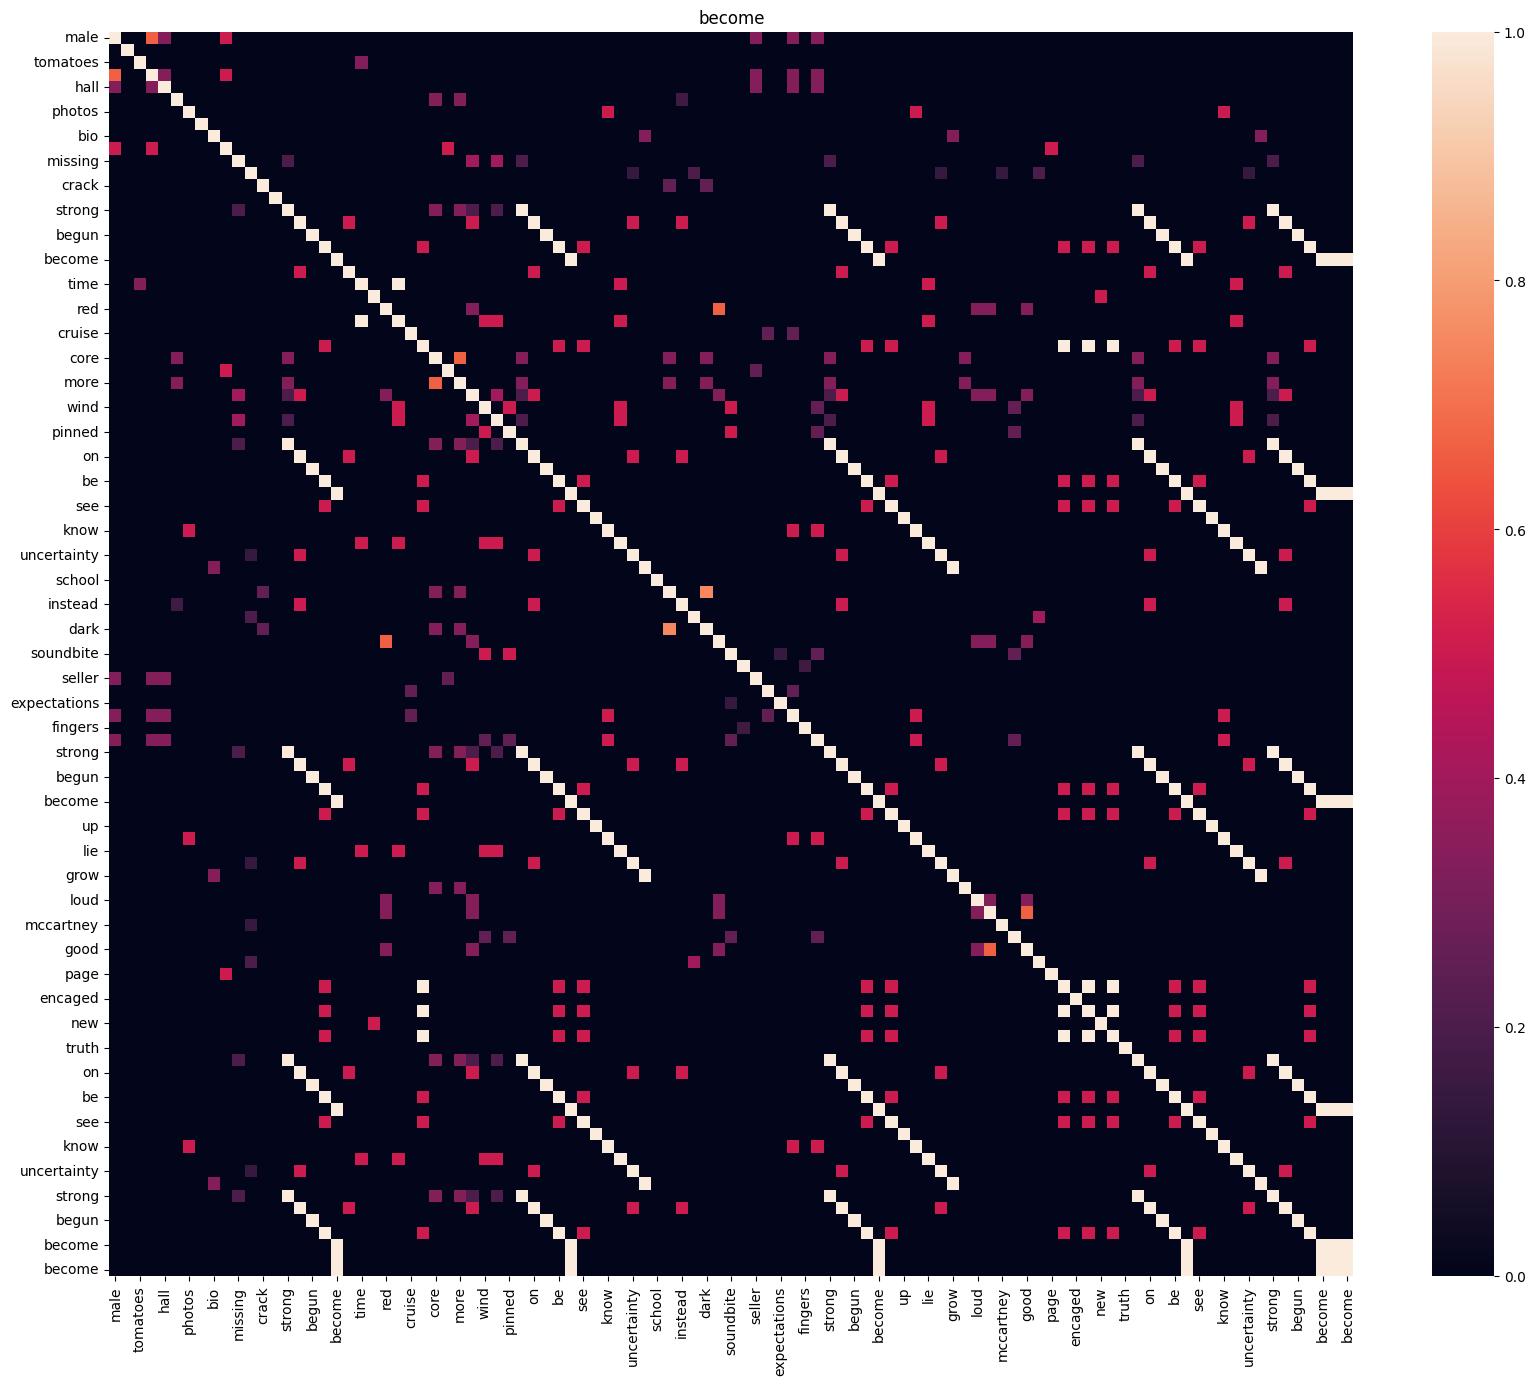 become
male
tomatoes
hall
photos
bio
missing
crack
strong
begun
become
time
red
cruise
core
more
wind
pinned
on
be
see
know
uncertainty
school
instead
dark
soundbite
seller
expectations
fingers
strong
begun
become
up
lie
grow
loud
mccartney
good
page
encaged
new
truth
on
be
see
know
uncertainty
strong
begun
become
become
1.0
0.8
0.6
0.4
0.2
0.0
male
tomatoes
hall
photos
bio
missing
crack
strong
begun
become
time
red
cruise
core
more
wind
pinned
on
be
see
know
uncertainty
school
instead
dark
soundbite
seller
expectations
fingers
strong
begun
become
up
lie
grow
loud
mccartney
good
page
encaged
new
truth
on
be
see
know
uncertainty
strong
begun
become
become